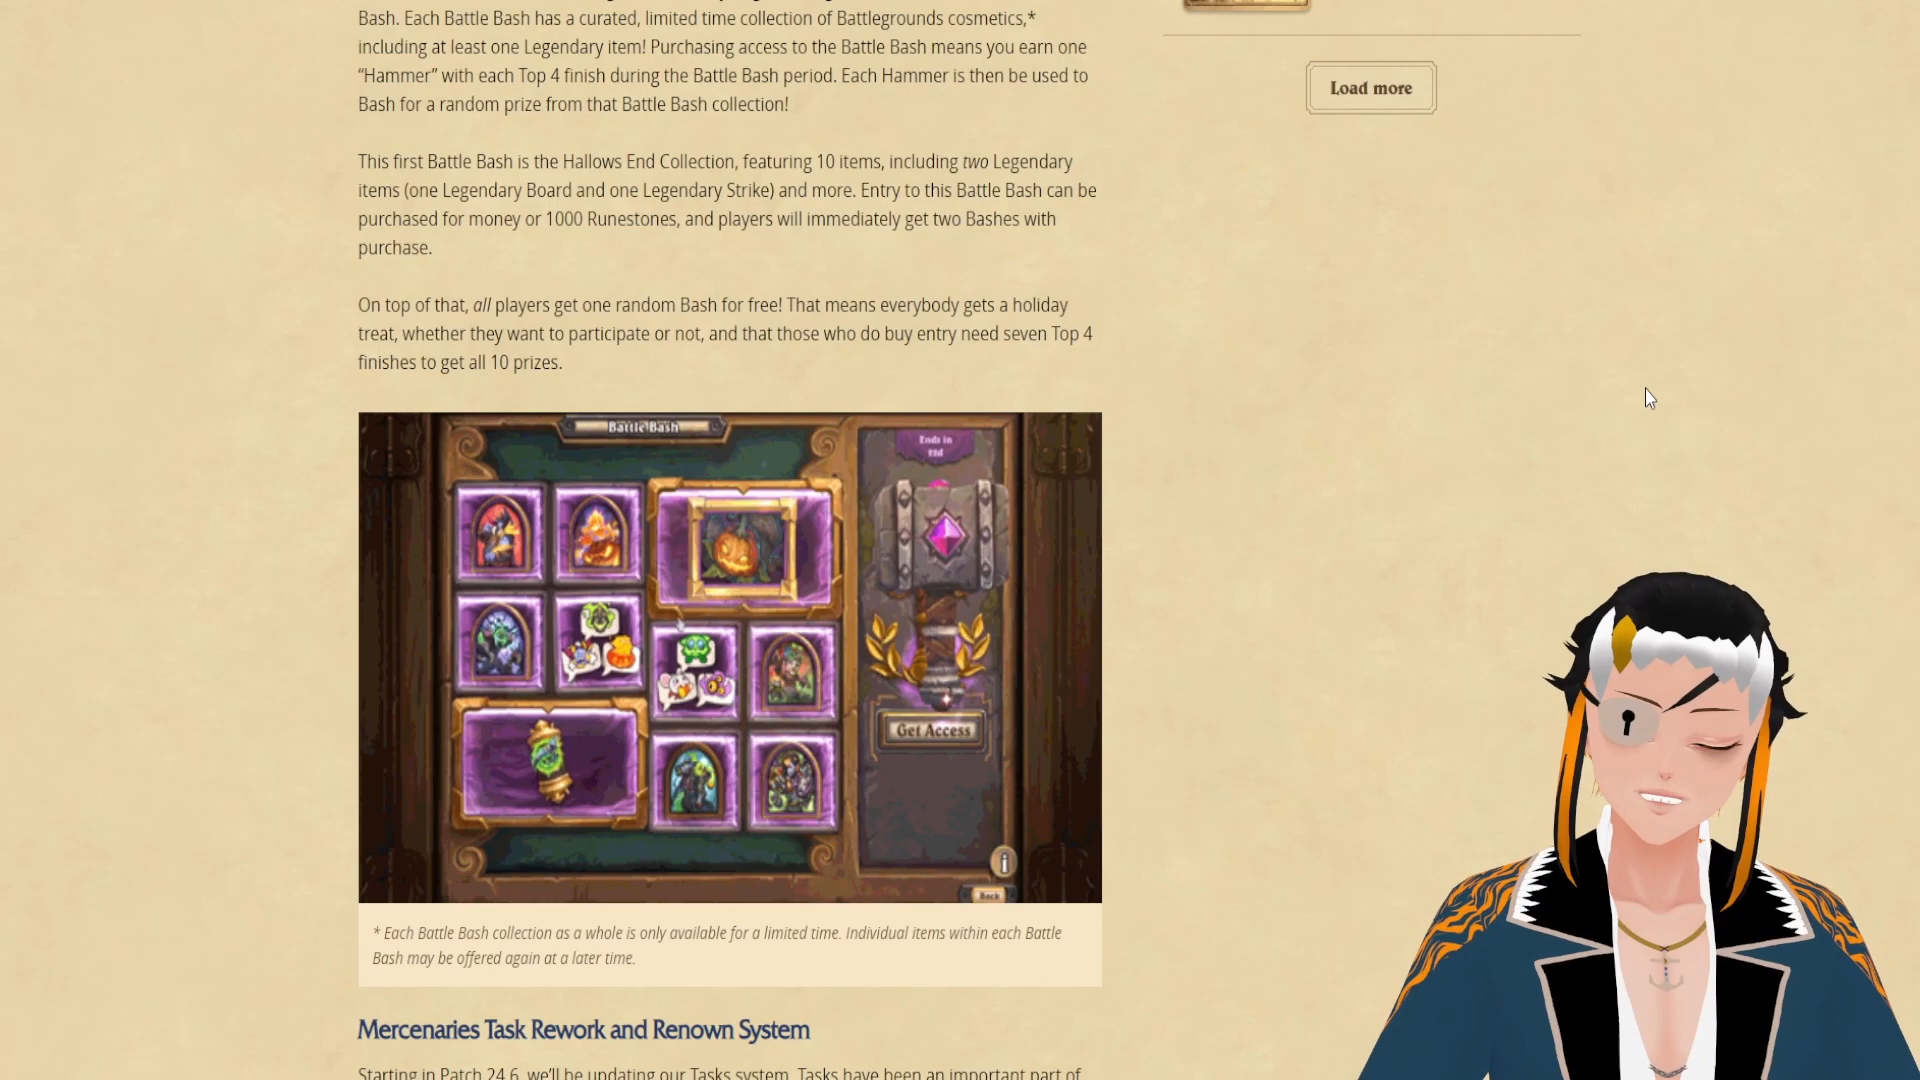 Bash. Each Battle Bash has a curated, limited time collection of Battlegrounds cosmetics,*
including at least one Legendary item! Purchasing access to the Battle Bash means you earn one
“Hammer” with each Top 4 finish during the Battle Bash period. Each Hammer is then be used to
Bash for a random prize from that Battle Bash collection!
This first Battle Bash is the Hallows End Collection, featuring 10 items, including two Legendary
items (one Legendary Board and one Legendary Strike) and more. Entry to this Battle Bash can be
purchased for money or 1000 Runestones, and players will immediately get two Bashes with
purchase.
On top of that, all players get one random Bash for free! That means everybody gets a holiday
treat, whether they want to participate or not, and that those who do buy entry need seven Top 4
finishes to get all 10 prizes.
Battle Bash
Ends in
Get Access
Back
* Each Battle Bash collection as a whole is only available for a limited time. Individual items within each Battle
Bash may be offered again at a later time.
Mercenaries Task Rework and Renown System
Starting in Patch 24.6, we’ll be updating our Tasks system. Tasks have been an important part of
Load more